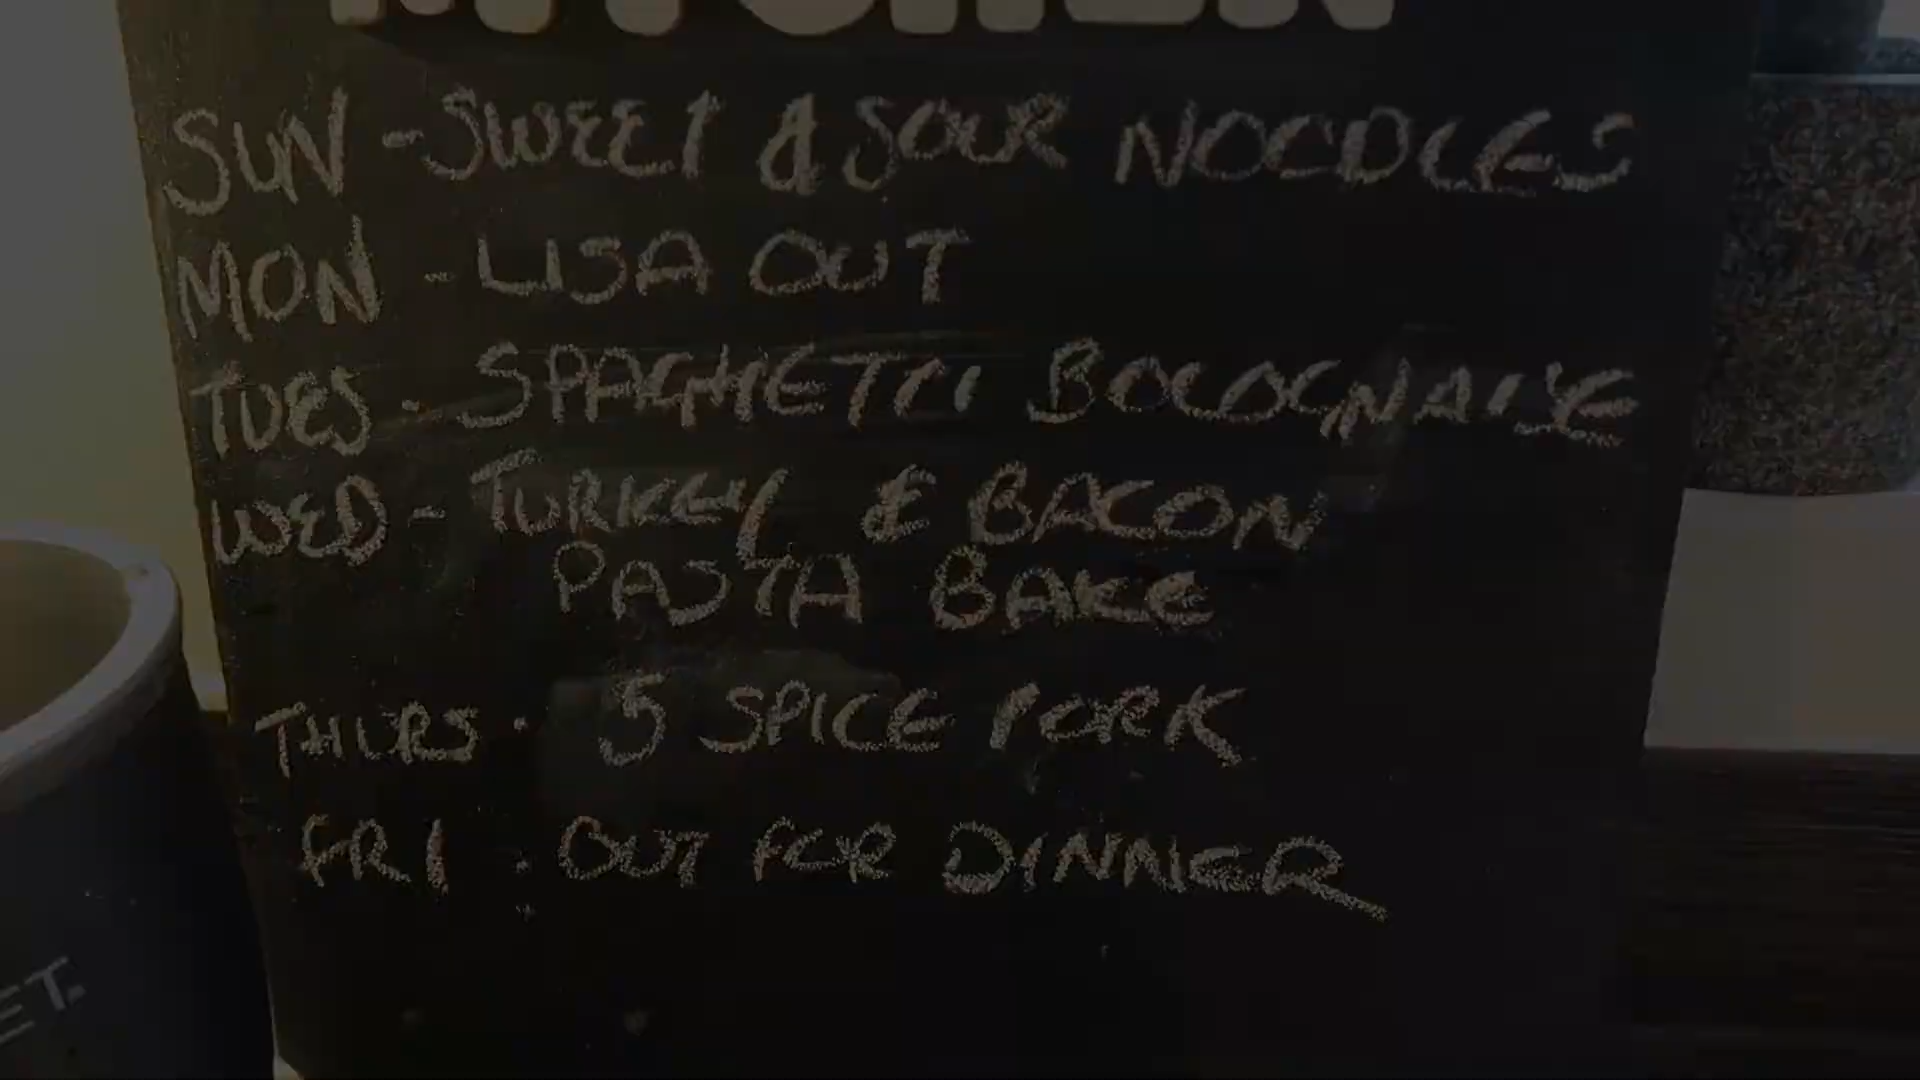 KITCHEN
SUN - SWEET & SOUR NOODLES
MON - LISA OUT
TUES - SPAGHETTI BOLOGNAISE
WED - TURKEY & BACON
PASTA BAKE
THURS - 5 SPICE PORK
FRI - OUT FOR DINNER